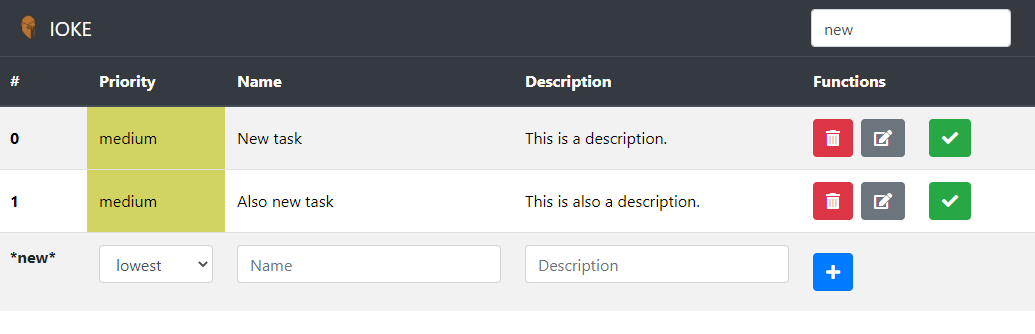 IOKE new
# Priority Name Description Functions
0 medium New task This is a description.
1 medium Also new task This is also a description.
*new* lowest Name Description